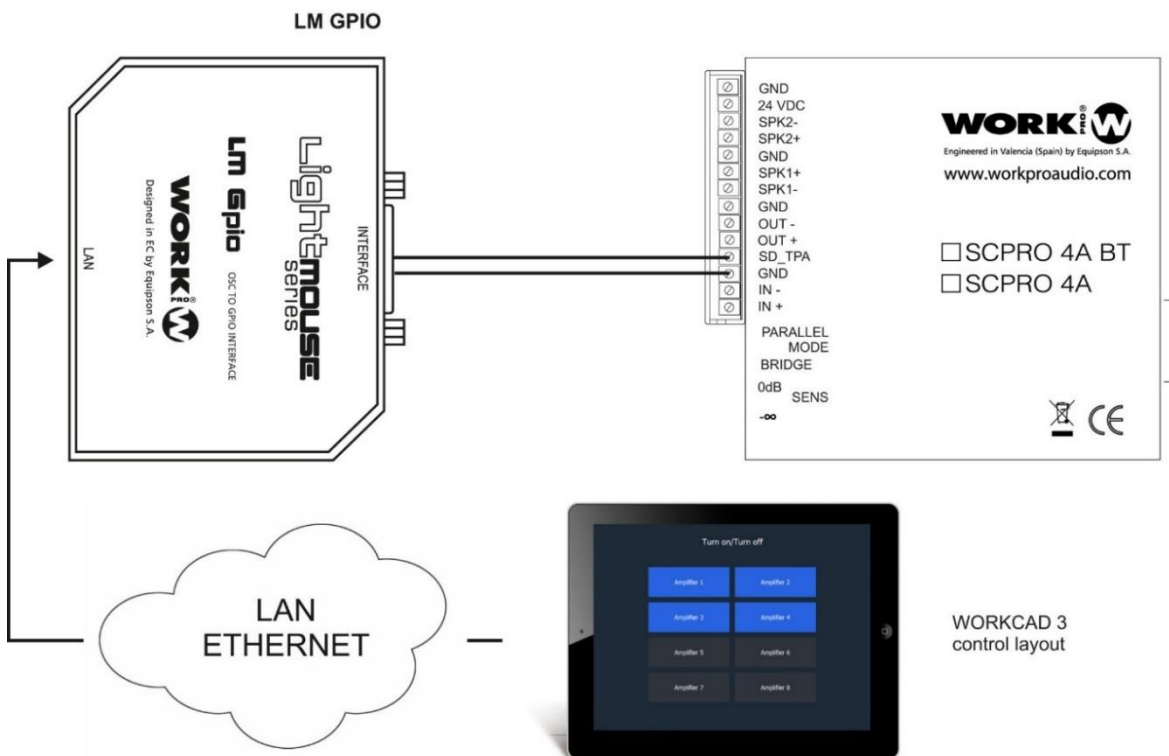 LM GPIO
LAN
Designed in EC by Equipson S.A.
WORK
PRO®
W
LM Gpio
OSC TO GPIO INTERFACE
Lightmouse
series
INTERFACE
GND
24 VDC
SPK2-
SPK2+
GND
SPK1+
SPK1-
GND
OUT -
OUT +
SD_TPA
GND
IN -
IN +
PARALLEL
MODE
BRIDGE
0dB
SENS
-∞
WORK
PRO®
W
Engineered in Valencia (Spain) by Equipson S.A.
www.workproaudio.com
SCPRO 4A BT
SCPRO 4A
CE
LAN
ETHERNET
Turn on/Turn off
Amplifier 1 Amplifier 2
Amplifier 3 Amplifier 4
Amplifier 5 Amplifier 6
Amplifier 7 Amplifier 8
WORKCAD 3
control layout